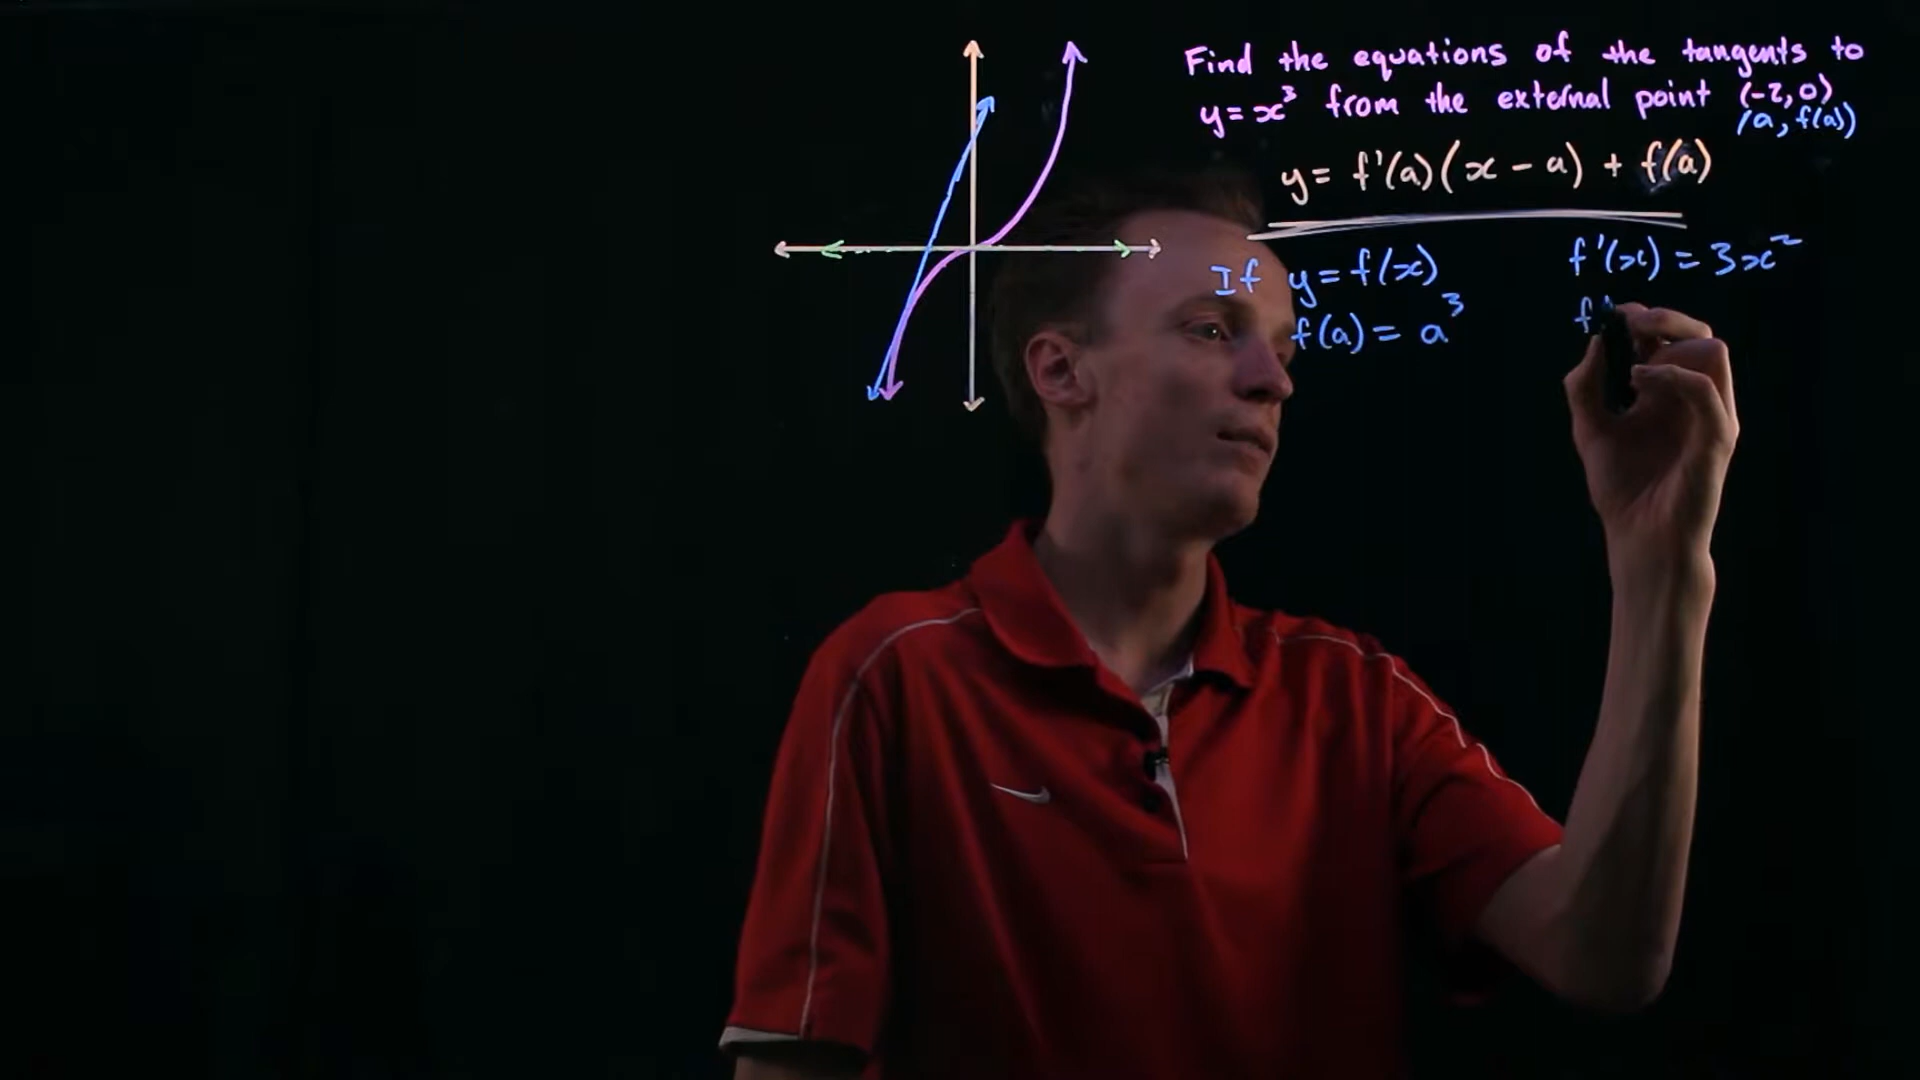 Find the equations of the tangents to
y = x³ from the external point (-2, 0)
(a, f(a))
y = f'(a)(x - a) + f(a)
If y = f(x)
f(a) = a³
f'(x) = 3x²
f'